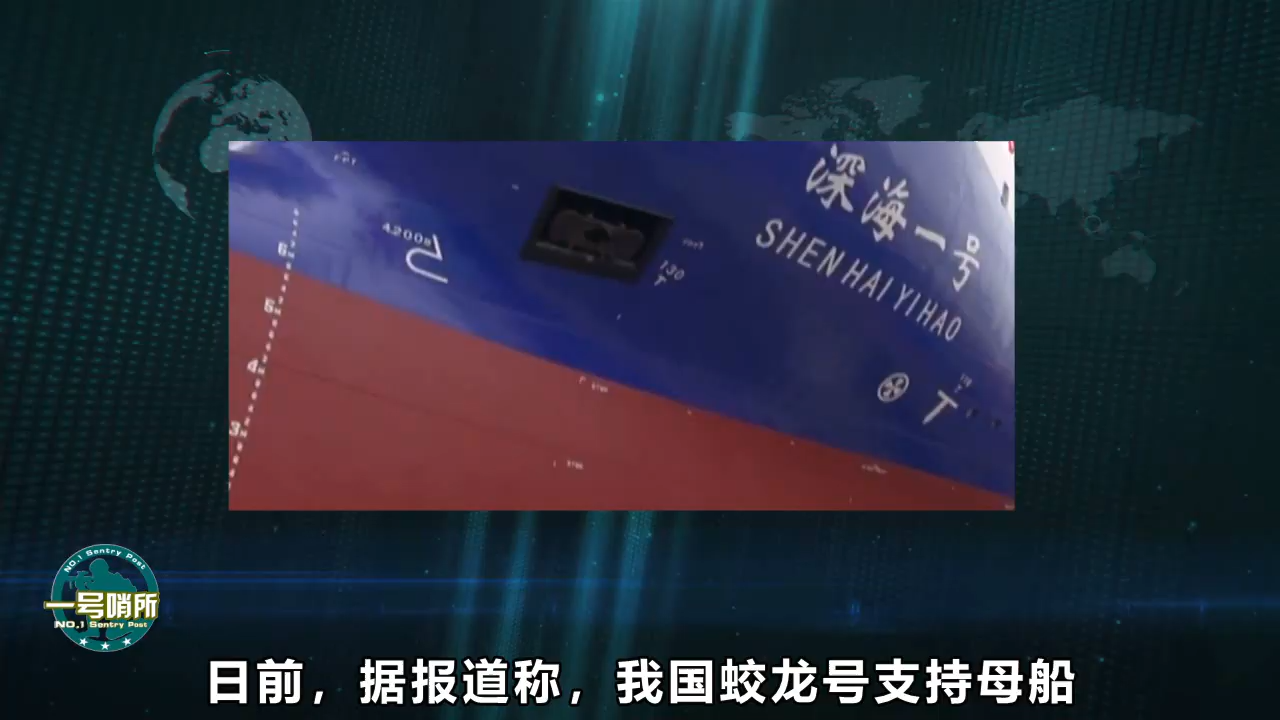 深海一号
SHEN HAI YI HAO
130
T
6
5
4
3
NO.1 Sentry Post
一号哨所
NO.1 Sentry Post
日前，据报道称，我国蛟龙号支持母船